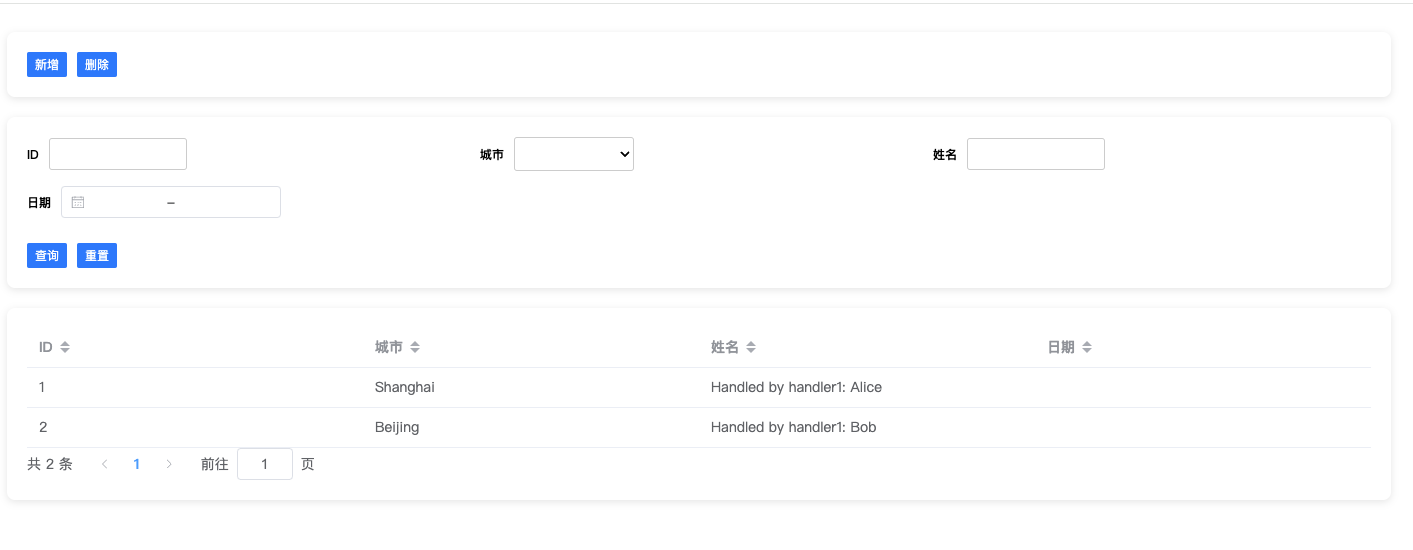 新增 删除
ID 城市 姓名
日期 –
查询 重置
ID 城市 姓名 日期
1 Shanghai Handled by handler1: Alice
2 Beijing Handled by handler1: Bob
共 2 条 1 前往 1 页